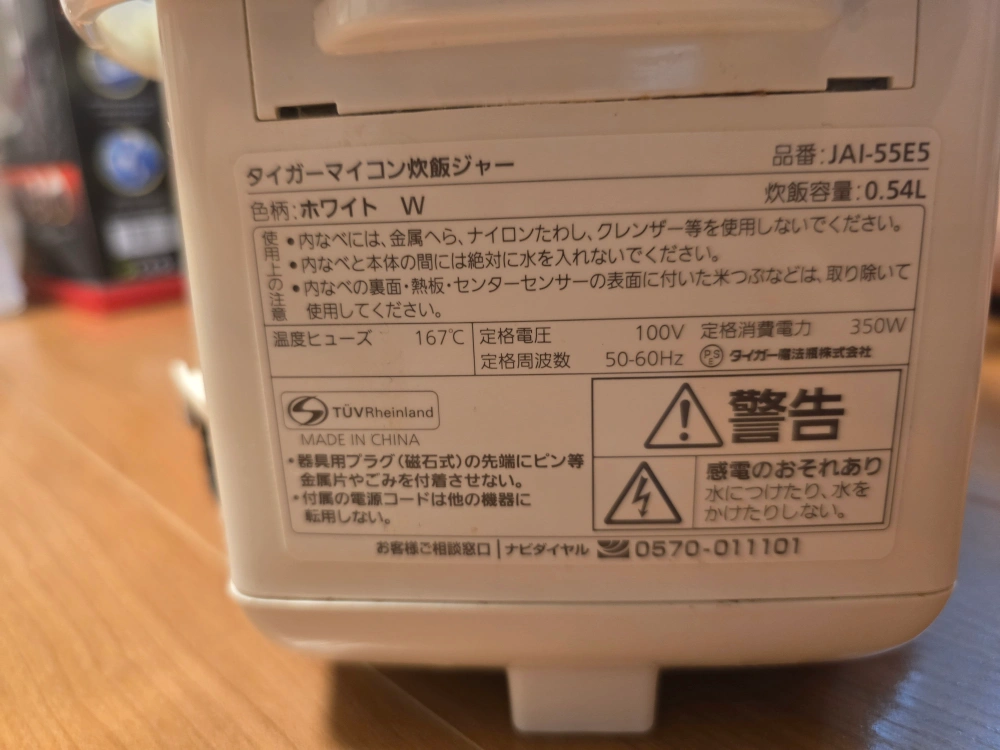 タイガーマイコン炊飯ジャー 品番:JAI-55E5
色柄:ホワイト W 炊飯容量:0.54L
使用上の注意
•内なべには、金属へら、ナイロンたわし、クレンザー等を使用しないでください。
•内なべと本体の間には絶対に水を入れないでください。
•内なべの裏面・熱板・センターセンサーの表面に付いた米つぶなどは、取り除いて
使用してください。
温度ヒューズ 167℃ 定格電圧 100V 定格消費電力 350W
定格周波数 50-60Hz PSE タイガー魔法瓶株式会社
TÜVRheinland
MADE IN CHINA
•器具用プラグ(磁石式)の先端にピン等
金属片やごみを付着させない。
•付属の電源コードは他の機器に
転用しない。
警告
感電のおそれあり
水につけたり、水を
かけたりしない。
お客様ご相談窓口|ナビダイヤル 0570-011101